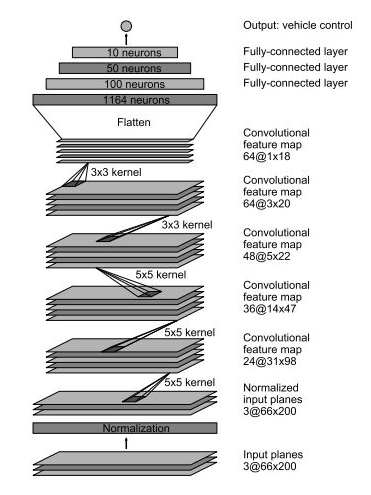 Output: vehicle control
10 neurons
Fully-connected layer
50 neurons
Fully-connected layer
100 neurons
Fully-connected layer
1164 neurons
Flatten
Convolutional
feature map
64@1x18
3x3 kernel
Convolutional
feature map
64@3x20
3x3 kernel
Convolutional
feature map
48@5x22
5x5 kernel
Convolutional
feature map
36@14x47
5x5 kernel
Convolutional
feature map
24@31x98
5x5 kernel
Normalized
input planes
3@66x200
Normalization
Input planes
3@66x200